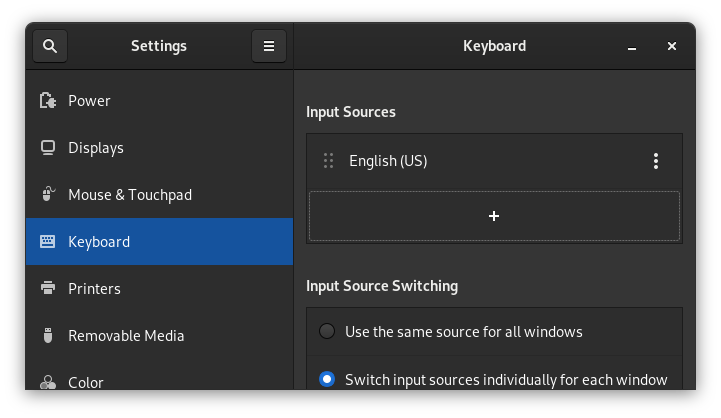 Settings
Keyboard
Power
Displays
Mouse & Touchpad
Keyboard
Printers
Removable Media
Color
Input Sources
English (US)
Input Source Switching
Use the same source for all windows
Switch input sources individually for each window